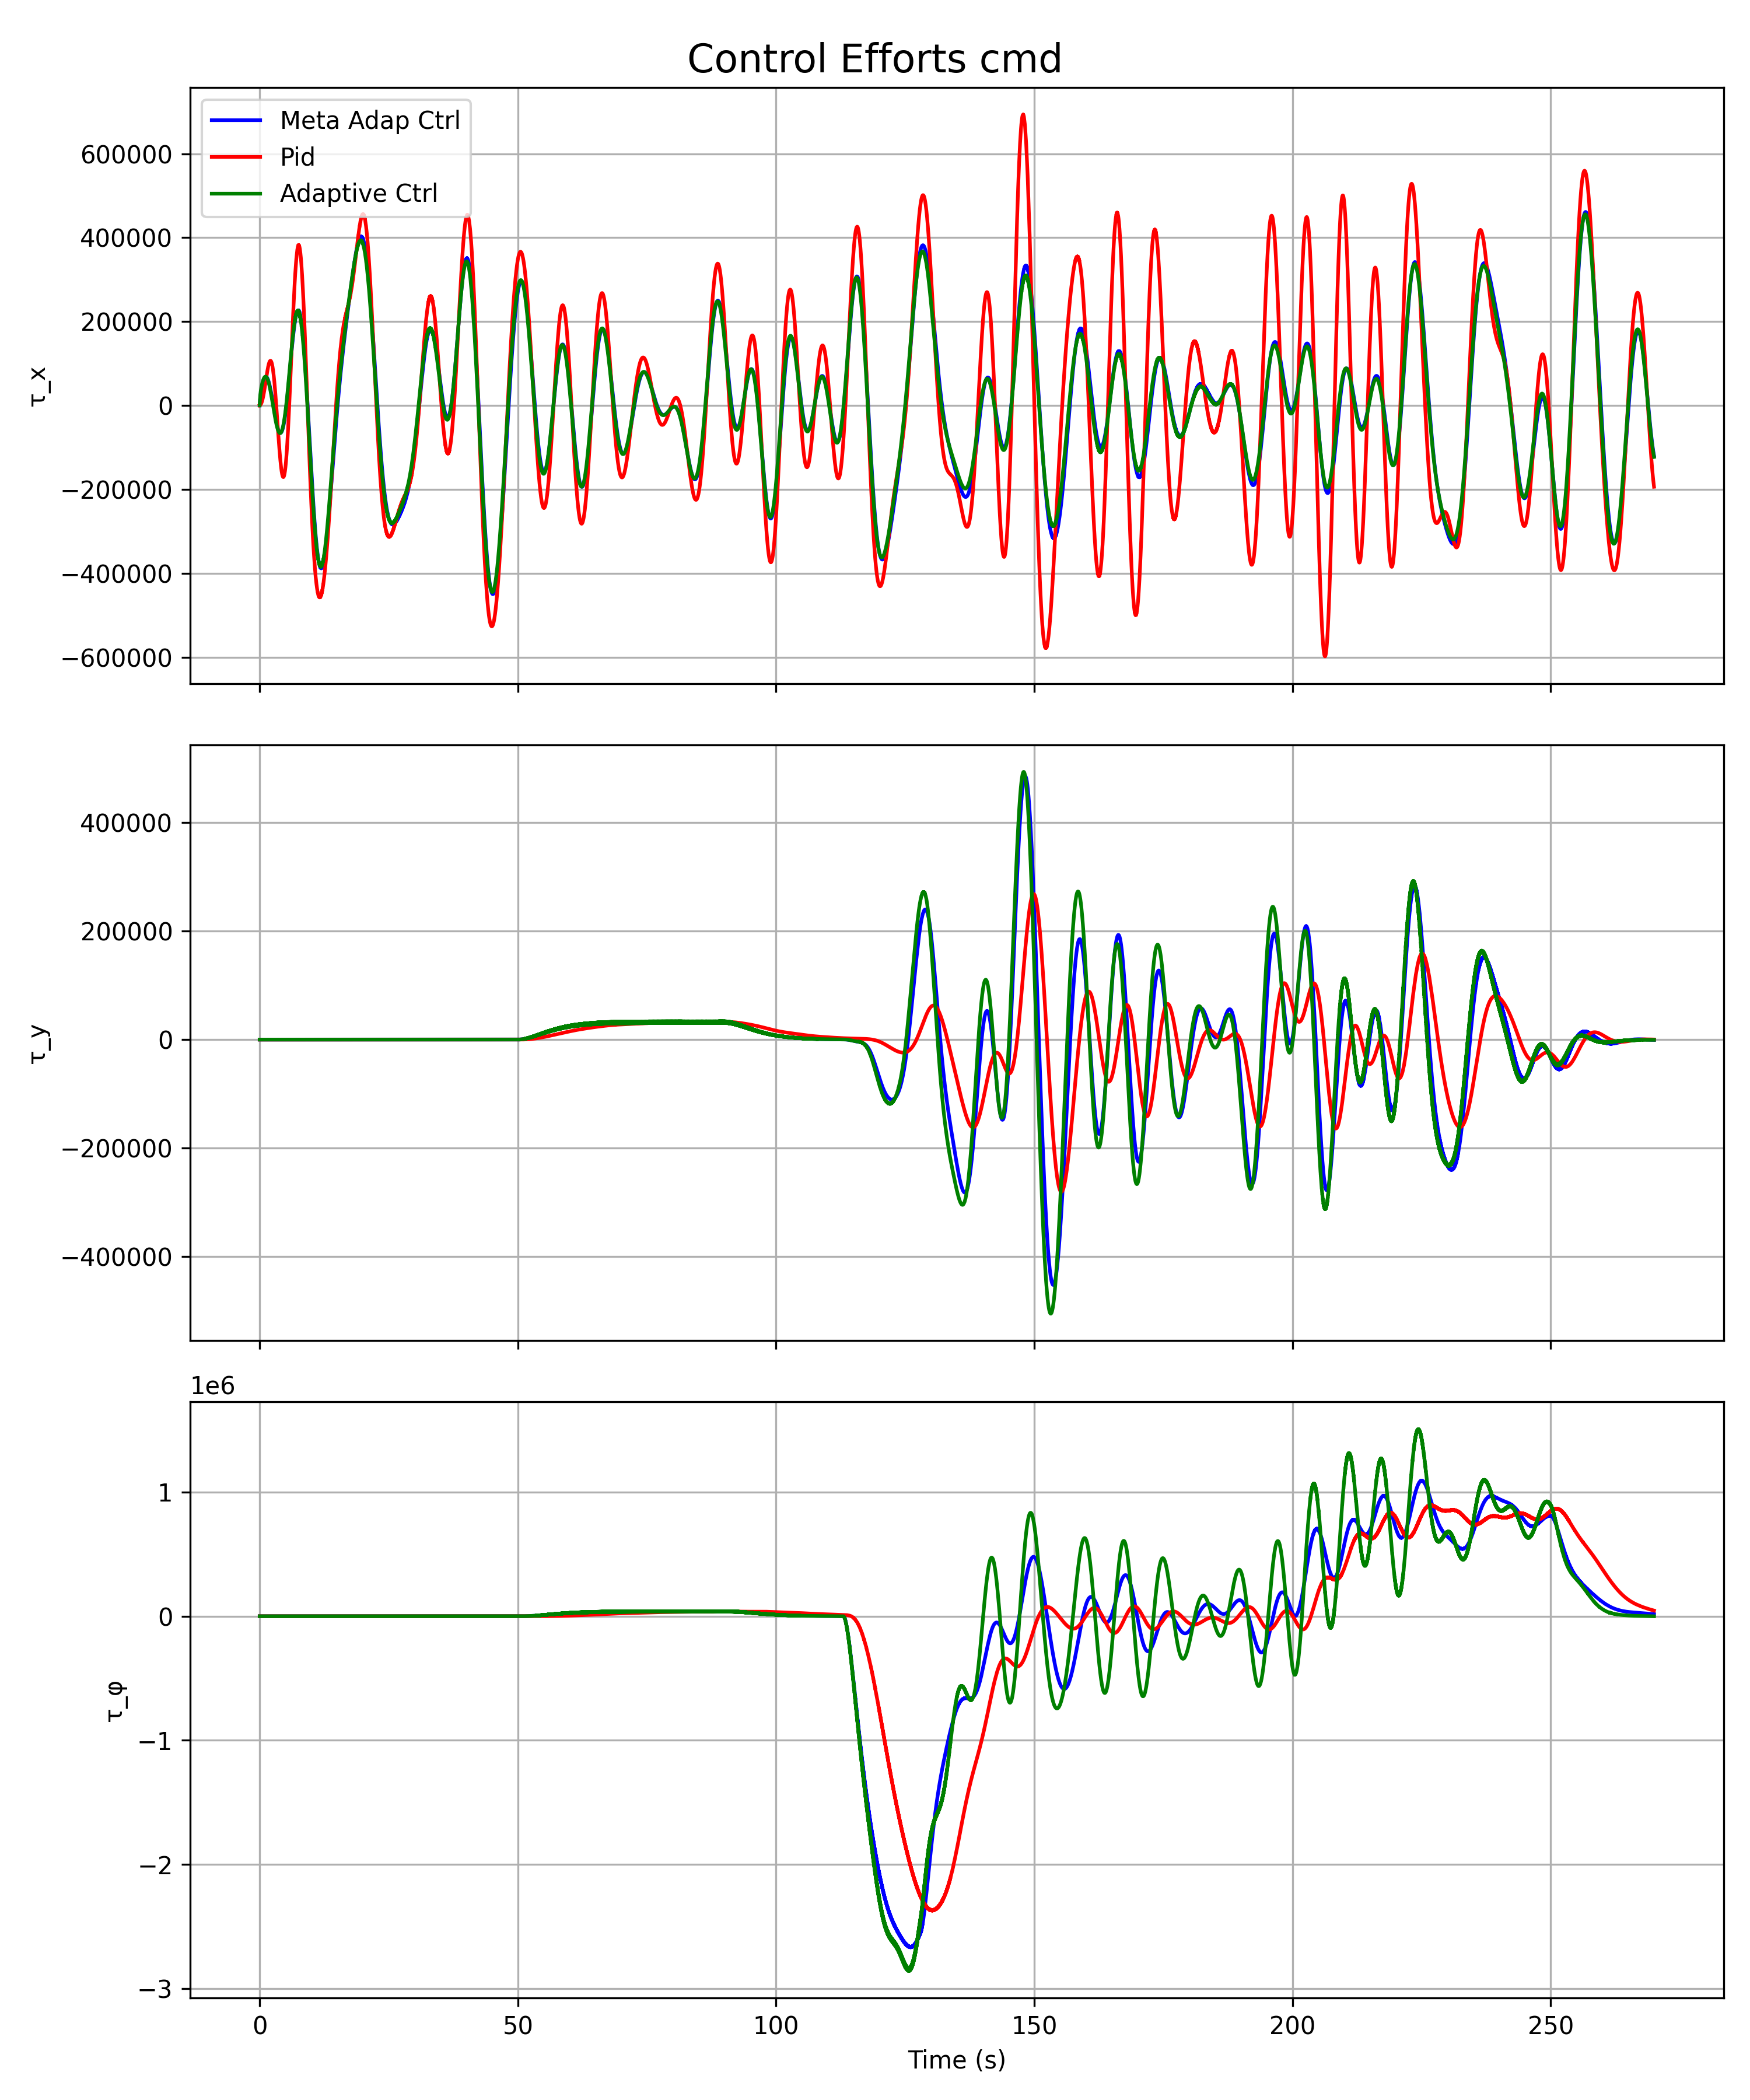 Control Efforts cmd
Meta Adap Ctrl
Pid
Adaptive Ctrl
600000
400000
200000
0
−200000
−400000
−600000
τ_x
400000
200000
0
−200000
−400000
τ_y
1e6
1
0
−1
−2
−3
τ_φ
0 50 100 150 200 250
Time (s)